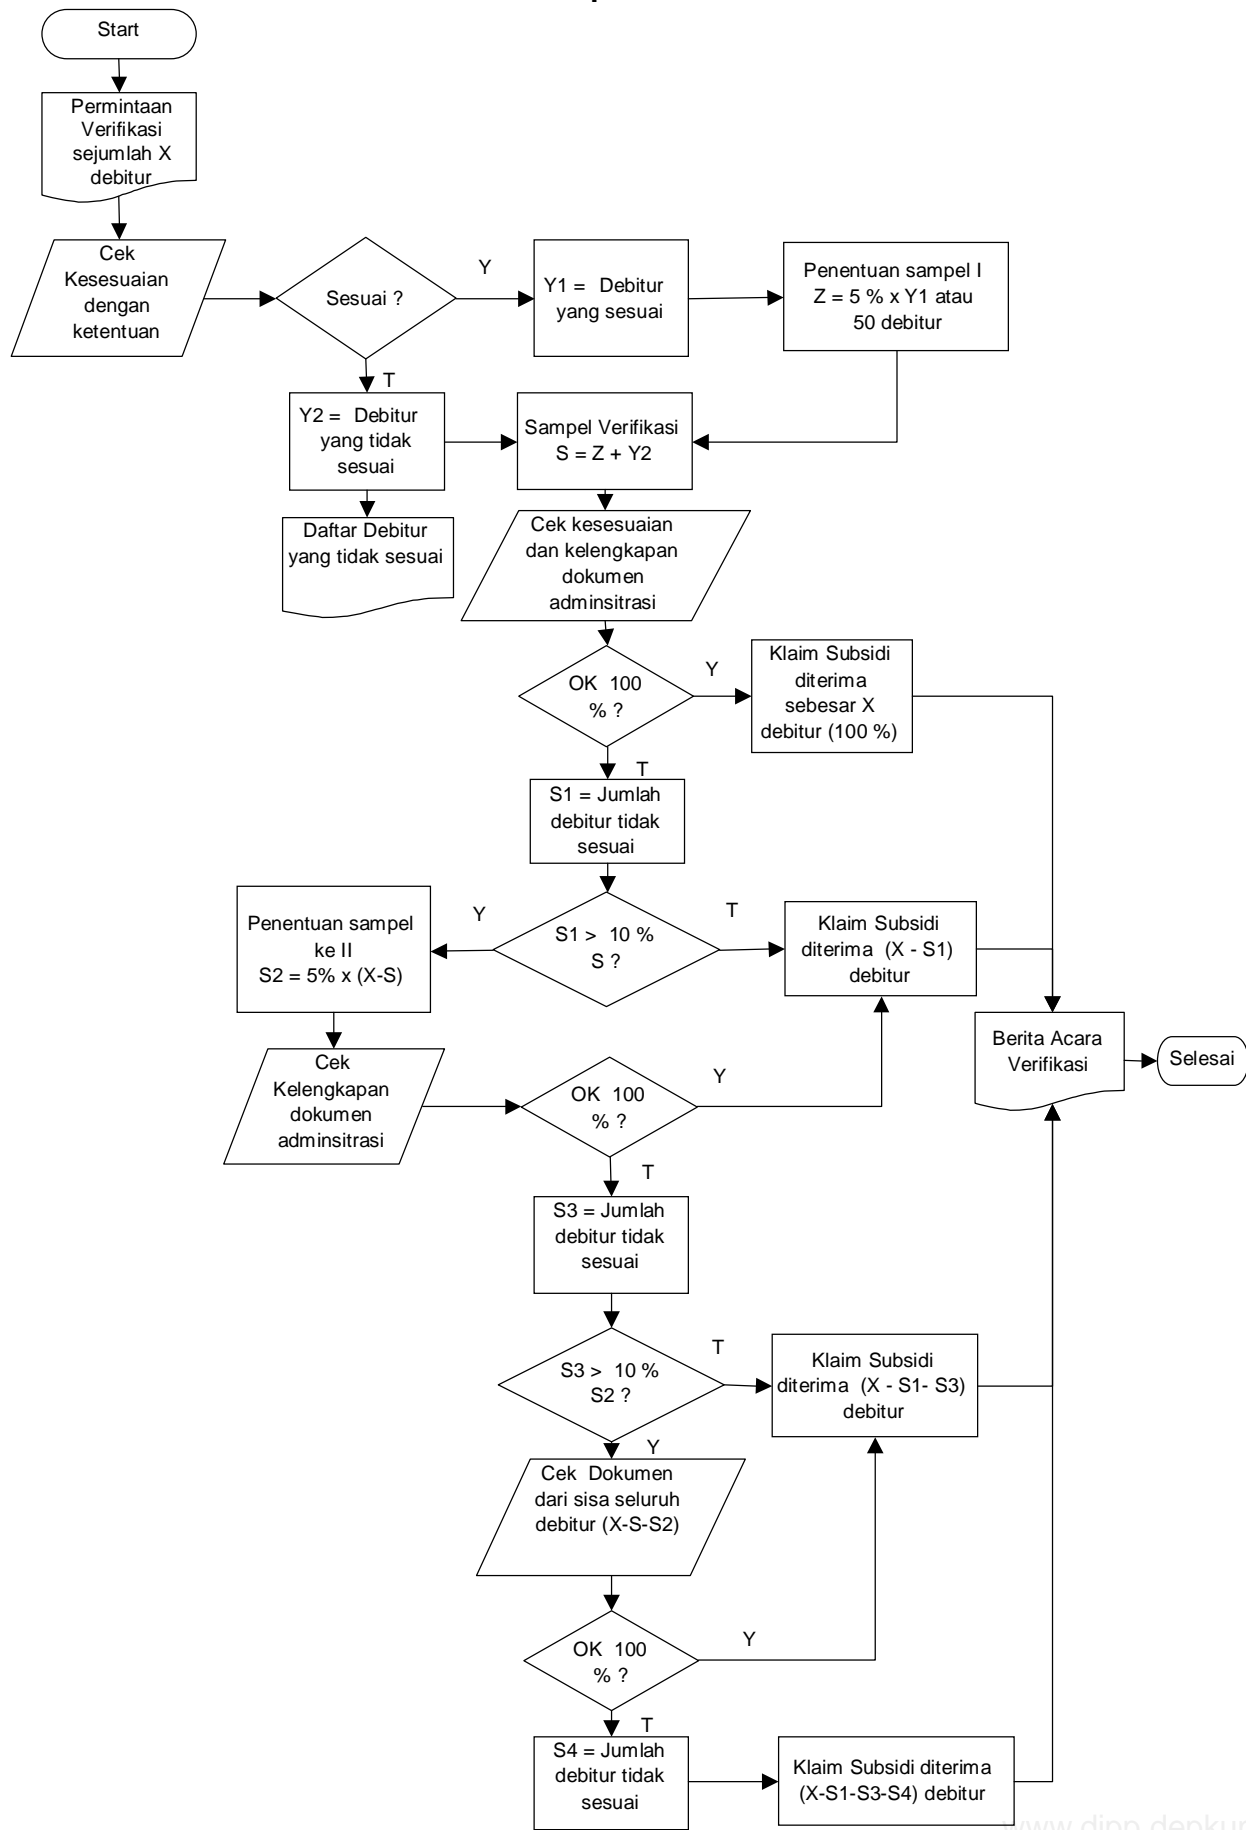 Start
Permintaan
Verifikasi
sejumlah X
debitur
Cek
Kesesuaian
dengan
ketentuan
Sesuai ?
Y
Y1 = Debitur
yang sesuai
Penentuan sampel I
Z = 5 % x Y1 atau
50 debitur
T
Y2 = Debitur
yang tidak
sesuai
Sampel Verifikasi
S = Z + Y2
Daftar Debitur
yang tidak sesuai
Cek kesesuaian
dan kelengkapan
dokumen
adminsitrasi
OK 100
% ?
Y
Klaim Subsidi
diterima
sebesar X
debitur (100 %)
T
S1 = Jumlah
debitur tidak
sesuai
Penentuan sampel
ke II
S2 = 5% x (X-S)
Y
S1 > 10 %
S ?
T
Klaim Subsidi
diterima (X - S1)
debitur
Berita Acara
Verifikasi
Selesai
Cek
Kelengkapan
dokumen
adminsitrasi
OK 100
% ?
Y
T
S3 = Jumlah
debitur tidak
sesuai
S3 > 10 %
S2 ?
T
Klaim Subsidi
diterima (X - S1- S3)
debitur
Y
Cek Dokumen
dari sisa seluruh
debitur (X-S-S2)
OK 100
% ?
Y
T
S4 = Jumlah
debitur tidak
sesuai
Klaim Subsidi diterima
(X-S1-S3-S4) debitur